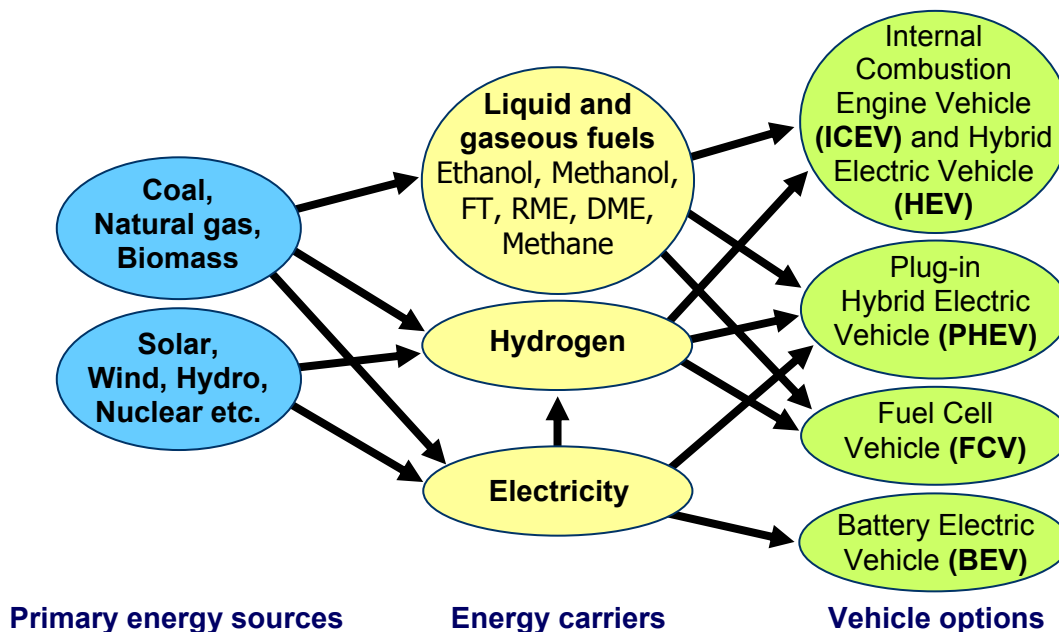 Coal,
Natural gas,
Biomass
Solar,
Wind, Hydro,
Nuclear etc.
Primary energy sources
Liquid and
gaseous fuels
Ethanol, Methanol,
FT, RME, DME,
Methane
Hydrogen
Electricity
Energy carriers
Internal
Combustion
Engine Vehicle
(ICEV) and Hybrid
Electric Vehicle
(HEV)
Plug-in
Hybrid Electric
Vehicle (PHEV)
Fuel Cell
Vehicle (FCV)
Battery Electric
Vehicle (BEV)
Vehicle options